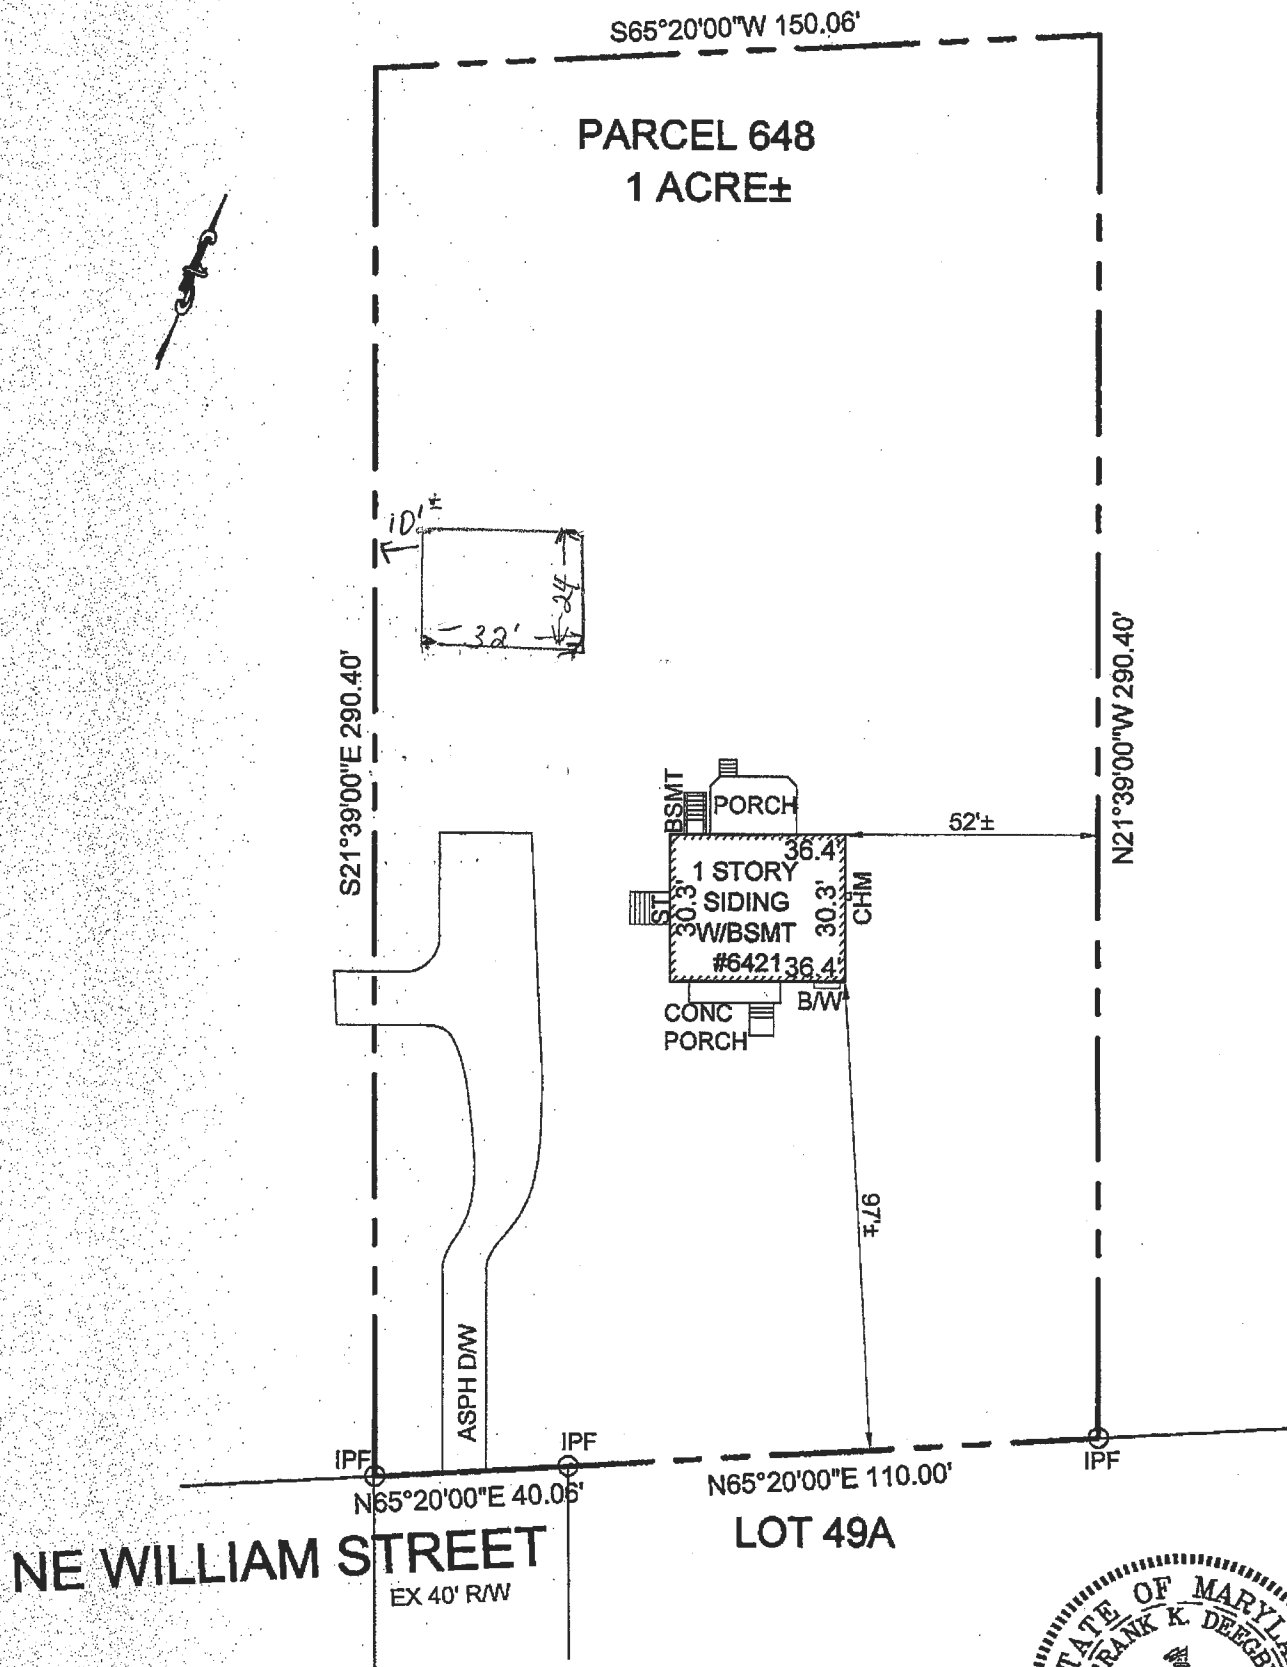 S65°20'00"W 150.06'
PARCEL 648
1 ACRE±
10'±
24
32'
S21°39'00"E 290.40'
N21°39'00"W 290.40'
BSMT
PORCH
52'±
36.4'
1 STORY
SIDING
W/BSMT
#6421
30.3'
30.3'
36.4'
ST
CHM
B/W
CONC
PORCH
97'±
ASPH D/W
IPF
IPF
IPF
N65°20'00"E 40.06'
N65°20'00"E 110.00'
LOT 49A
NE WILLIAM STREET
EX 40' R/W
OF
K.